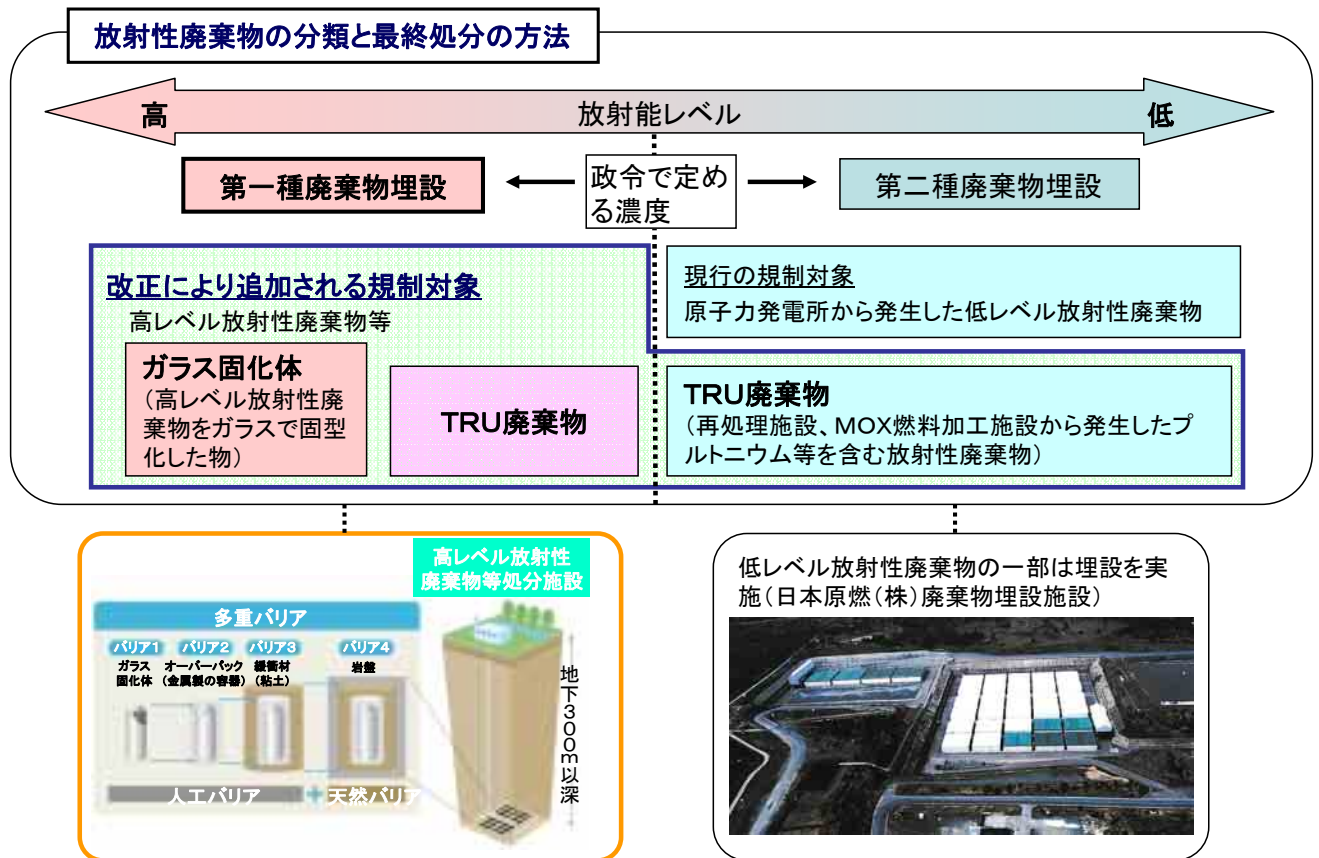 放射性廃棄物の分類と最終処分の方法
高
放射能レベル
低
第一種廃棄物埋設
政令で定め
る濃度
第二種廃棄物埋設
改正により追加される規制対象
高レベル放射性廃棄物等
ガラス固化体
(高レベル放射性廃
棄物をガラスで固型
化した物)
TRU廃棄物
現行の規制対象
原子力発電所から発生した低レベル放射性廃棄物
TRU廃棄物
(再処理施設、MOX燃料加工施設から発生したプ
ルトニウム等を含む放射性廃棄物)
高レベル放射性
廃棄物等処分施設
多重バリア
バリア1
バリア2
バリア3
バリア4
ガラス
固化体
オーバーパック
(金属製の容器)
緩衝材
(粘土)
岩盤
人工バリア
+
天然バリア
地下300m以深
低レベル放射性廃棄物の一部は埋設を実
施(日本原燃(株)廃棄物埋設施設)